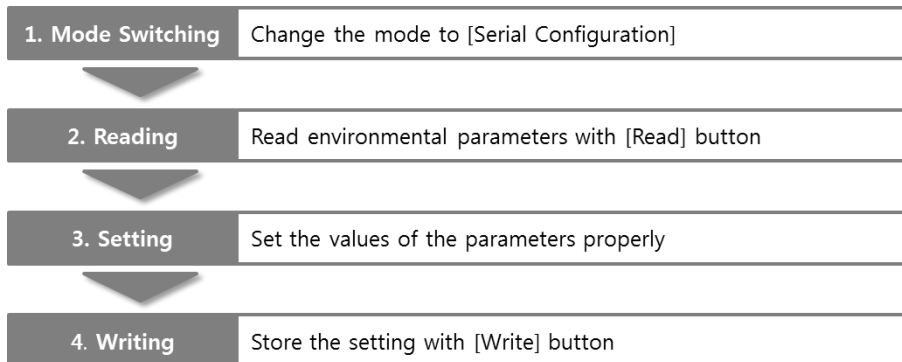 1. Mode Switching Change the mode to [Serial Configuration]
2. Reading Read environmental parameters with [Read] button
3. Setting Set the values of the parameters properly
4. Writing Store the setting with [Write] button